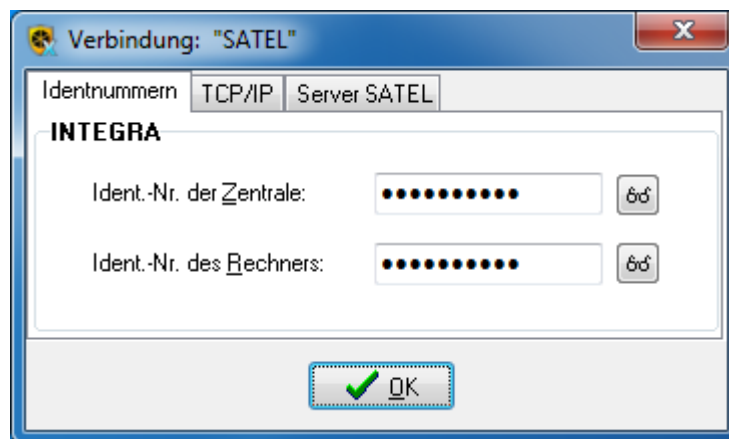 Verbindung: "SATEL"
Identnummern TCP/IP Server SATEL
INTEGRA
Ident.-Nr. der Zentrale: ●●●●●●●●●●
Ident.-Nr. des Rechners: ●●●●●●●●●●
OK